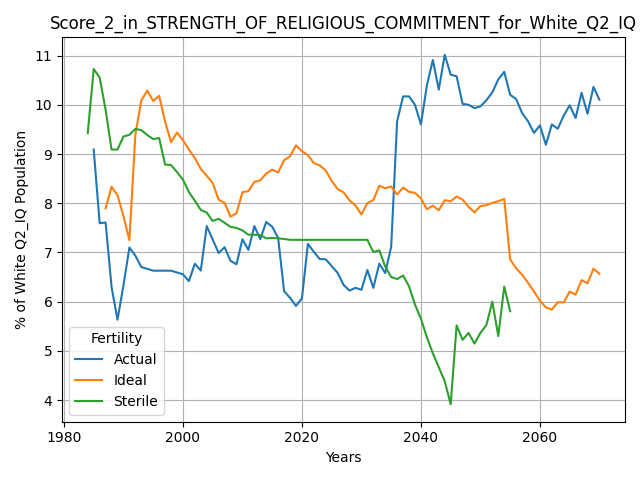 Score_2_in_STRENGTH_OF_RELIGIOUS_COMMITMENT_for_White_Q2_IQ
% of White Q2_IQ Population
11
10
9
8
7
6
5
4
Fertility
Actual
Ideal
Sterile
1980
2000
2020
2040
2060
Years